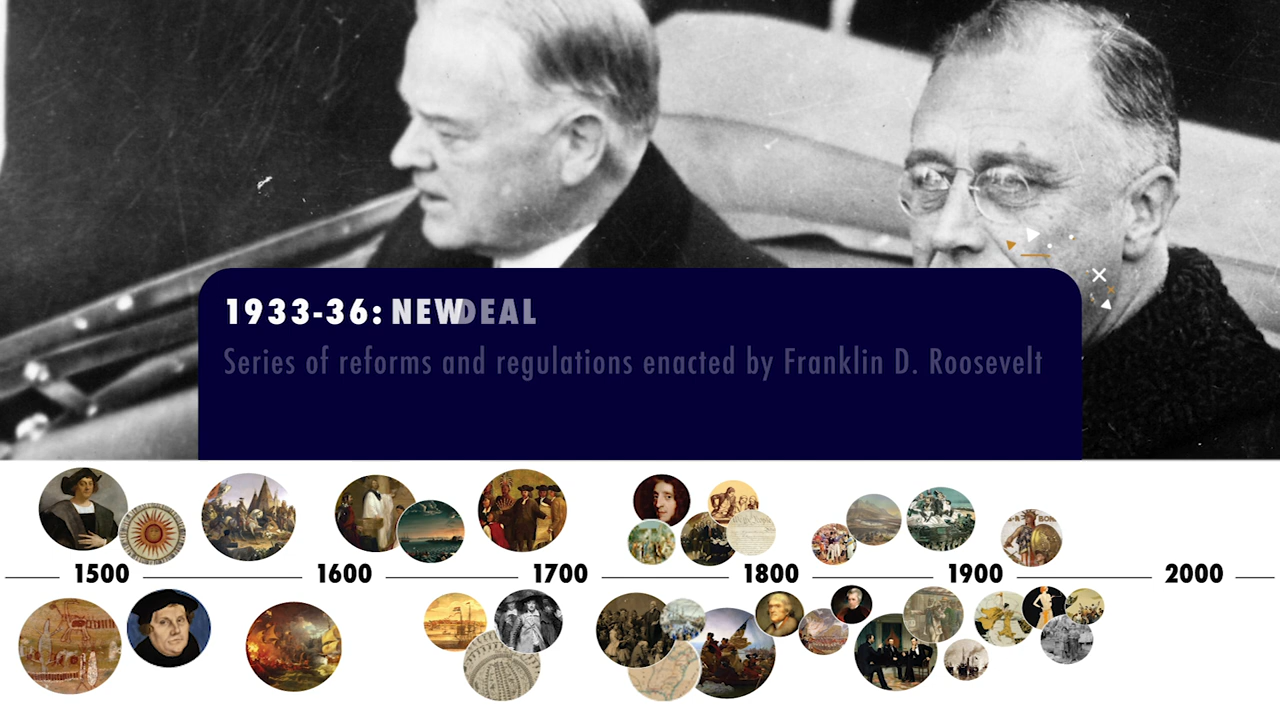 1933-36: NEW DEAL
Series of reforms and regulations enacted by Franklin D. Roosevelt
1500 1600 1700 1800 1900 2000